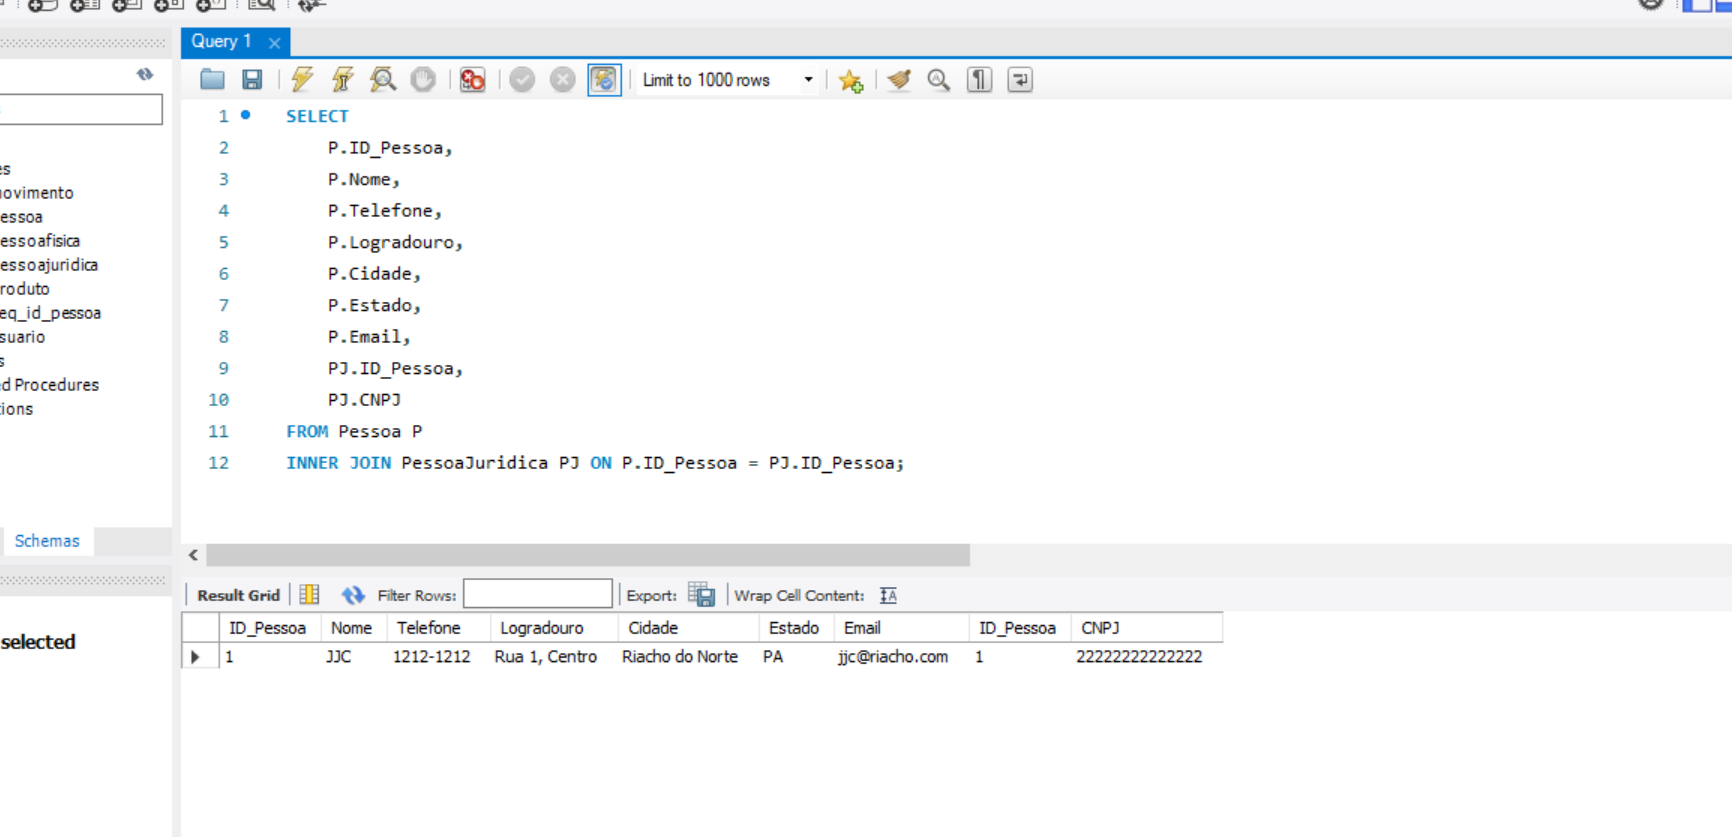 Query 1
Limit to 1000 rows
1 SELECT
2 P.ID_Pessoa,
3 P.Nome,
4 P.Telefone,
5 P.Logradouro,
6 P.Cidade,
7 P.Estado,
8 P.Email,
9 PJ.ID_Pessoa,
10 PJ.CNPJ
11 FROM Pessoa P
12 INNER JOIN PessoaJuridica PJ ON P.ID_Pessoa = PJ.ID_Pessoa;
es
ovimento
essoa
essoafisica
essoajuridica
roduto
eq_id_pessoa
suario
s
d Procedures
ions
Schemas
selected
Result Grid Filter Rows: Export: Wrap Cell Content:
ID_Pessoa Nome Telefone Logradouro Cidade Estado Email ID_Pessoa CNPJ
1 JJC 1212-1212 Rua 1, Centro Riacho do Norte PA jjc@riacho.com 1 22222222222222